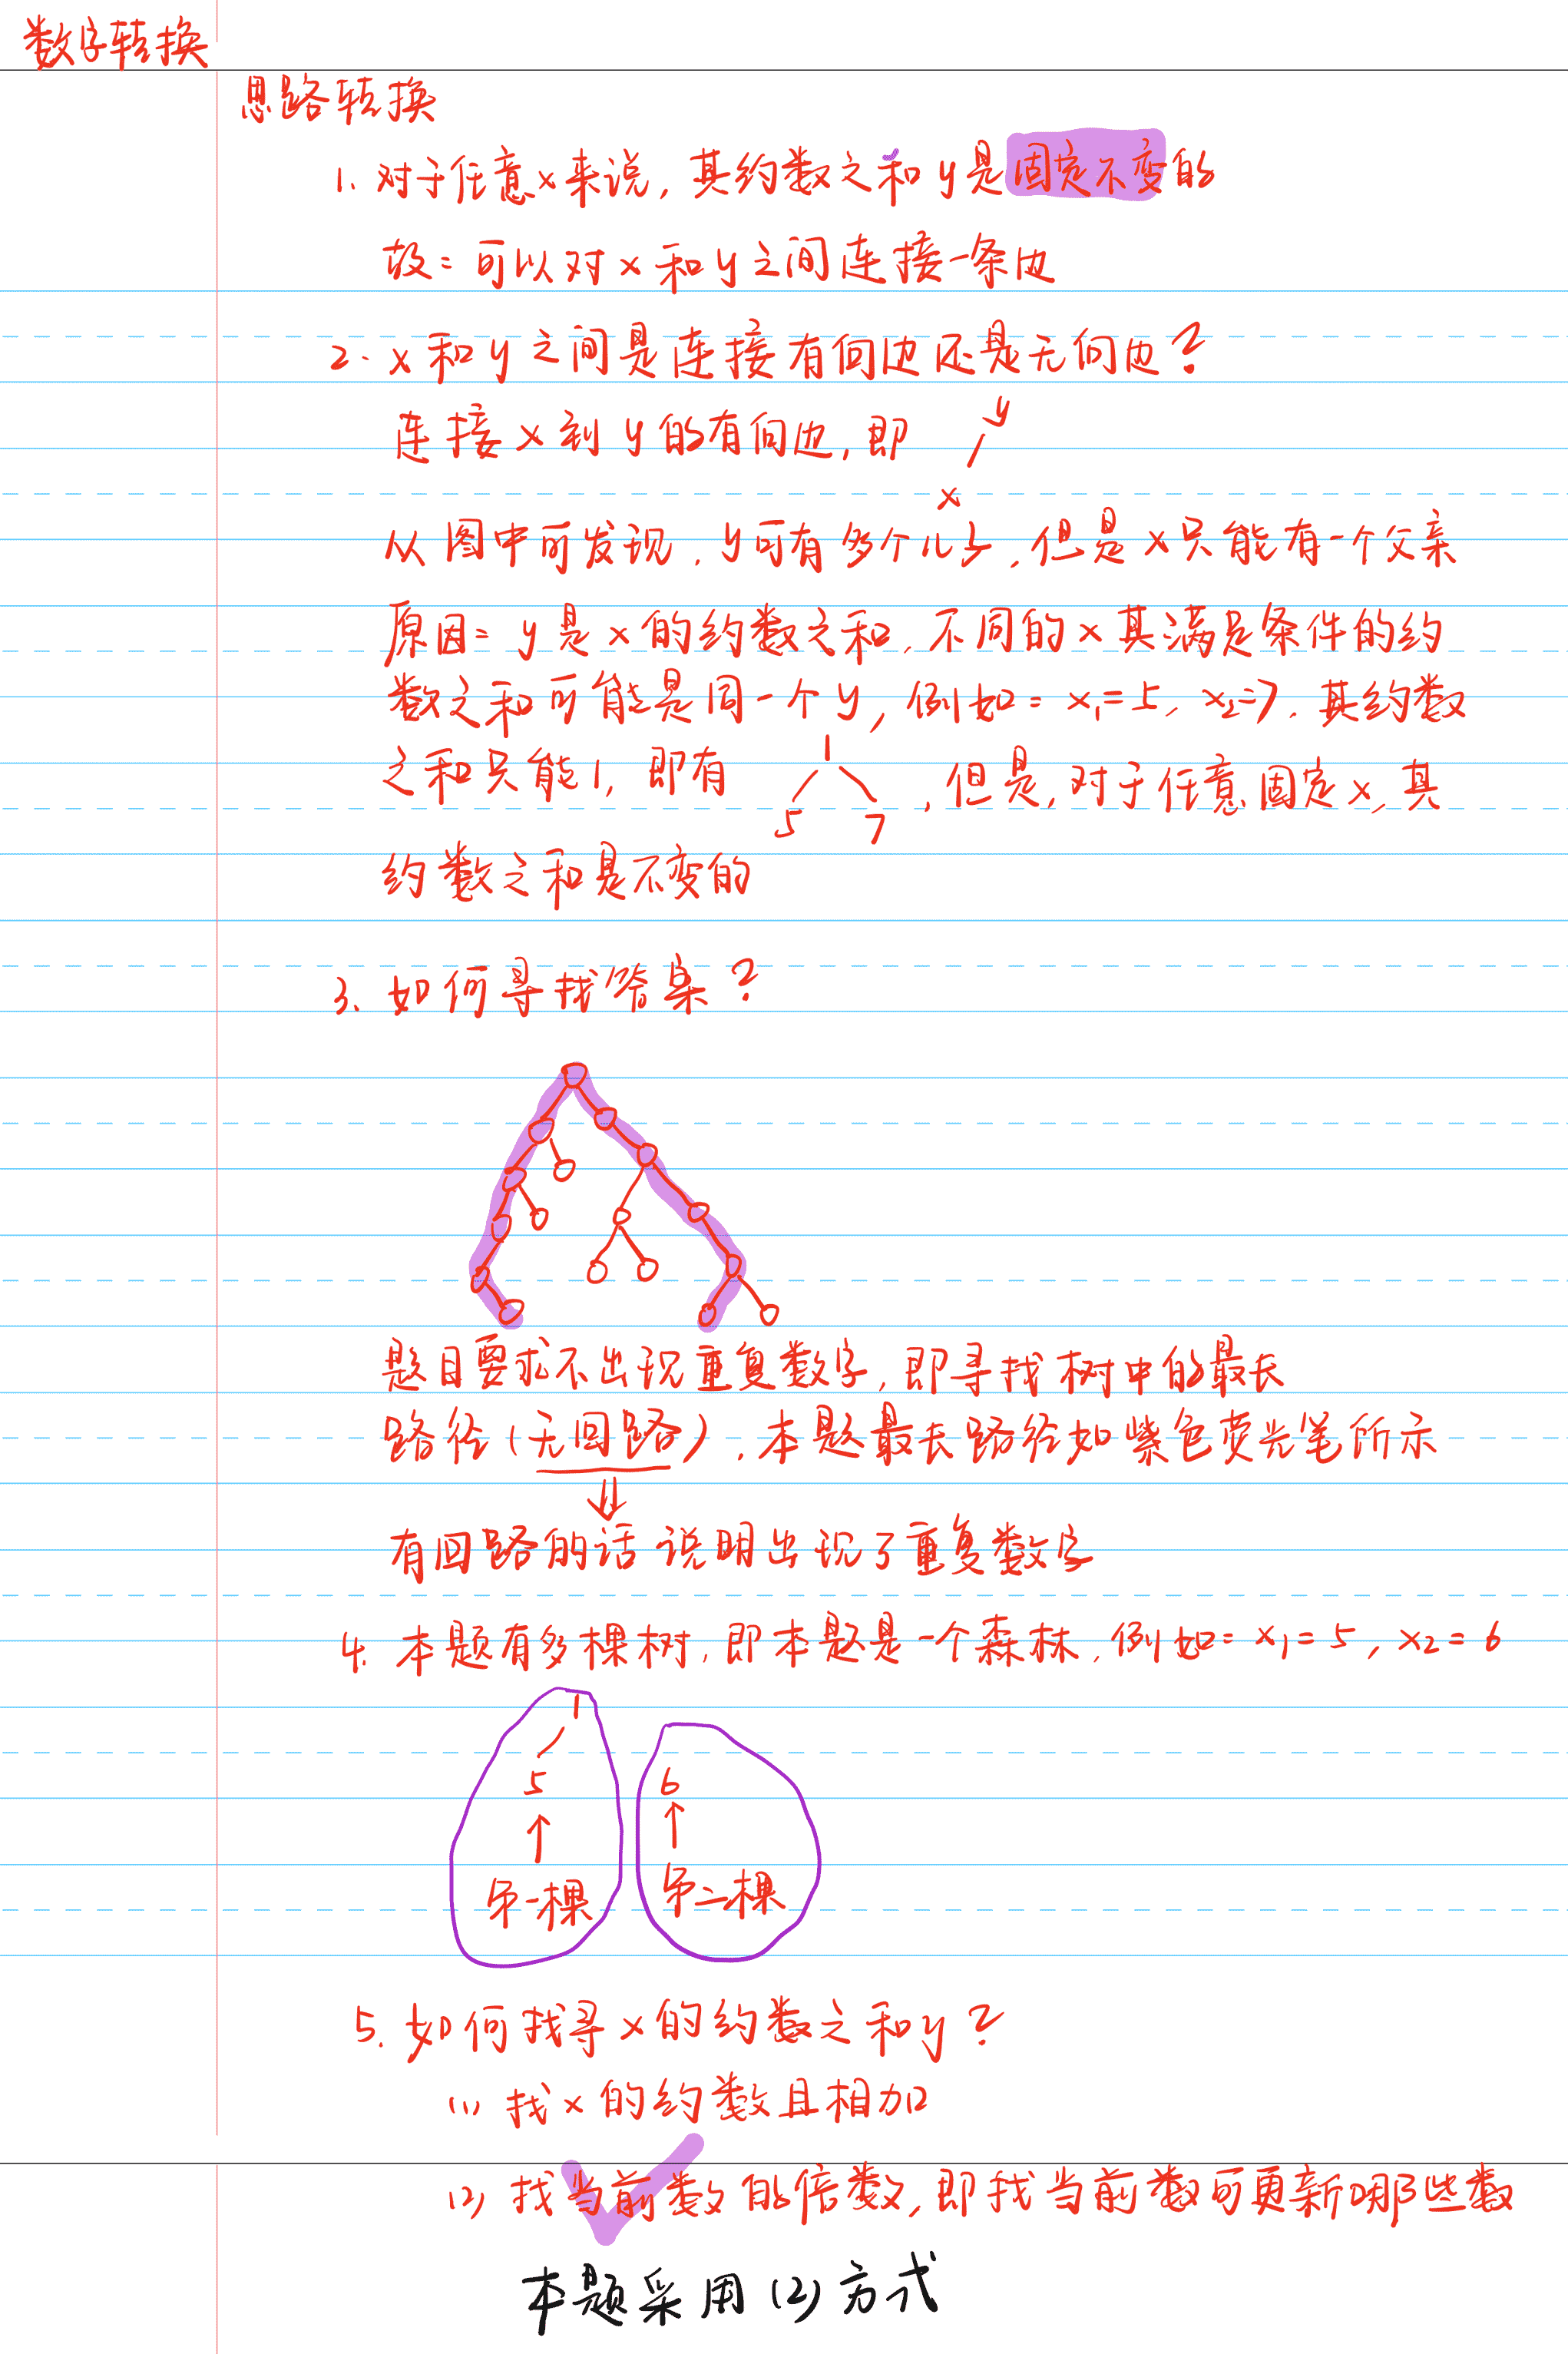 数字转换
思路转换
1. 对于任意x来说, 其约数之和y是固定不变的
故: 可以对x和y之间连接一条边
2. x和y之间是连接有向边还是无向边?
连接x到y的有向边, 即
y
x
从图中可发现, y可有多个儿子, 但是x只能有一个父亲
原因: y是x的约数之和, 不同的x其满足条件的约
数之和可能是同一个y, 例如: x₁=5, x₂=7, 其约数
之和只能1, 即有
1
5 7
, 但是, 对于任意固定x, 其
约数之和是不变的
3. 如何寻找答案?
题目要求不出现重复数字, 即寻找树中的最长
路径(无回路), 本题最长路径如紫色荧光笔所示
⇓
有回路的话说明出现了重复数字
4. 本题有多棵树, 即本题是一个森林, 例如: x₁=5, x₂=6
1
5 6
↑ ↑
第一棵 第二棵
5. 如何找寻x的约数之和y?
(1) 找x的约数且相加
(2) 找当前数的倍数, 即找当前数可更新哪些数
本题采用(2)方式